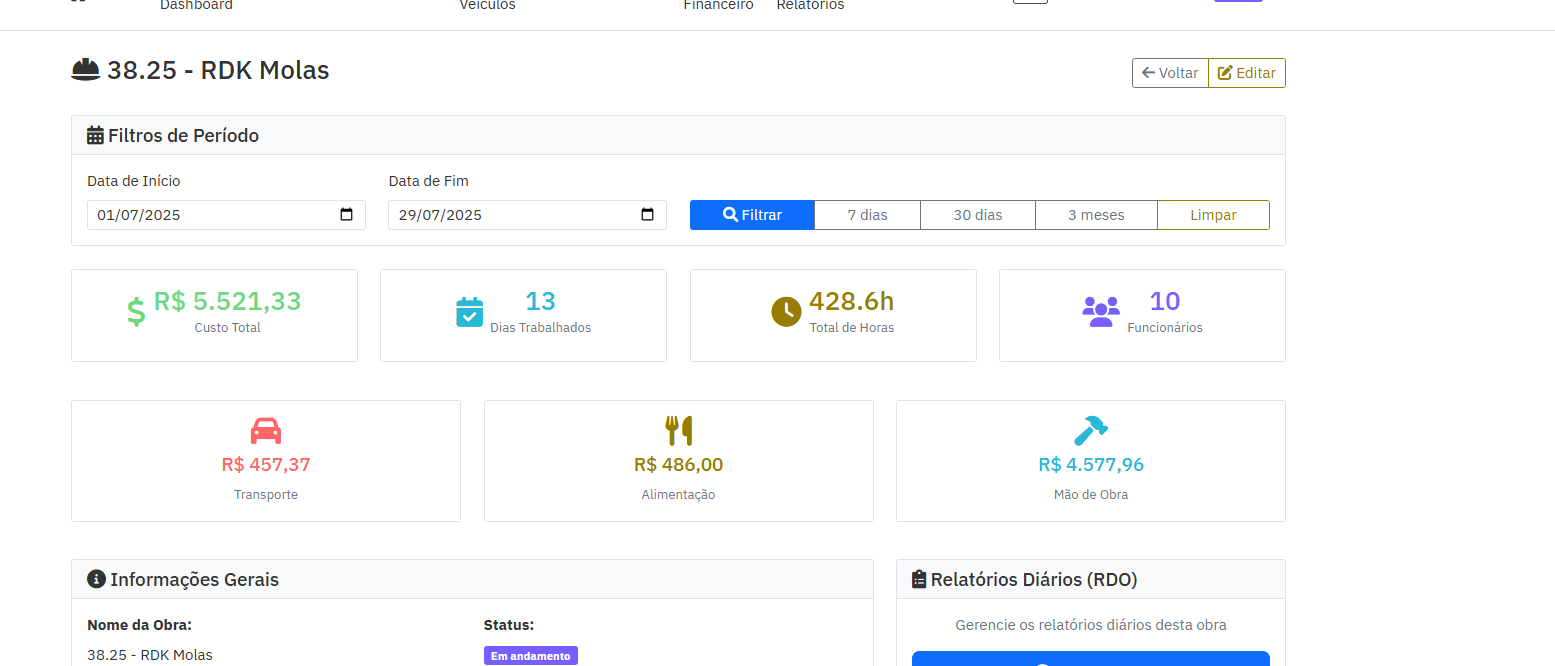 Dashboard Veículos Financeiro Relatórios
38.25 - RDK Molas
Voltar Editar
Filtros de Período
Data de Início Data de Fim
01/07/2025 29/07/2025 Filtrar 7 dias 30 dias 3 meses Limpar
R$ 5.521,33
Custo Total
13
Dias Trabalhados
428.6h
Total de Horas
10
Funcionários
R$ 457,37
Transporte
R$ 486,00
Alimentação
R$ 4.577,96
Mão de Obra
Informações Gerais
Nome da Obra: Status:
38.25 - RDK Molas Em andamento
Relatórios Diários (RDO)
Gerencie os relatórios diários desta obra